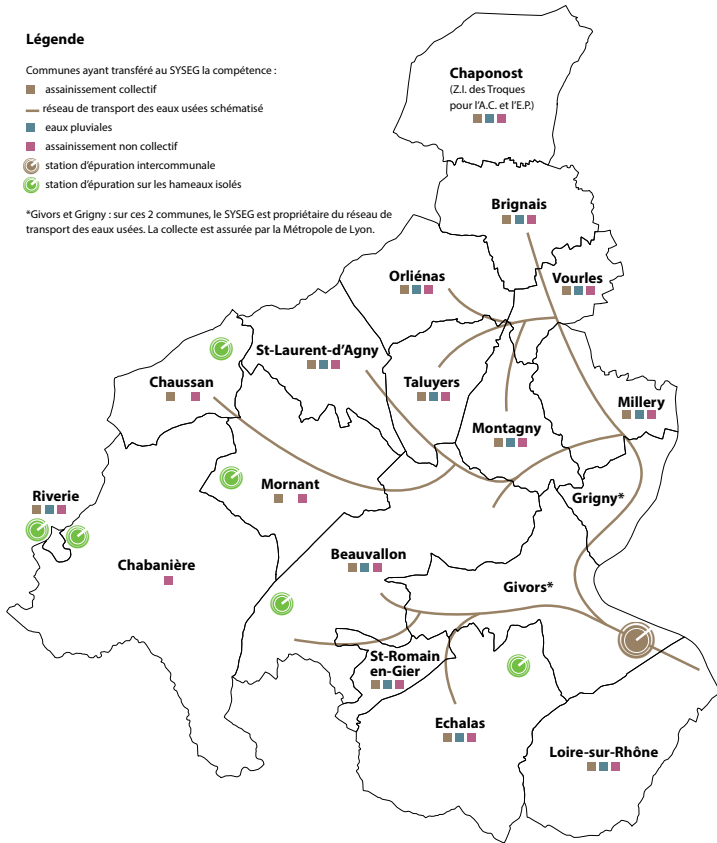 Légende
Communes ayant transféré au SYSEG la compétence :
assainissement collectif
réseau de transport des eaux usées schématisé
eaux pluviales
assainissement non collectif
station d'épuration intercommunale
station d'épuration sur les hameaux isolés
*Givors et Grigny : sur ces 2 communes, le SYSEG est propriétaire du réseau de
transport des eaux usées. La collecte est assurée par la Métropole de Lyon.
Chaponost
(Z.I. des Troques
pour l'A.C. et l'E.P.)
Brignais
Orliénas
Vourles
St-Laurent-d'Agny
Chaussan
Taluyers
Millery
Montagny
Mornant
Riverie
Grigny*
Chabanière
Beauvallon
Givors*
St-Romain
en-Gier
Echalas
Loire-sur-Rhône